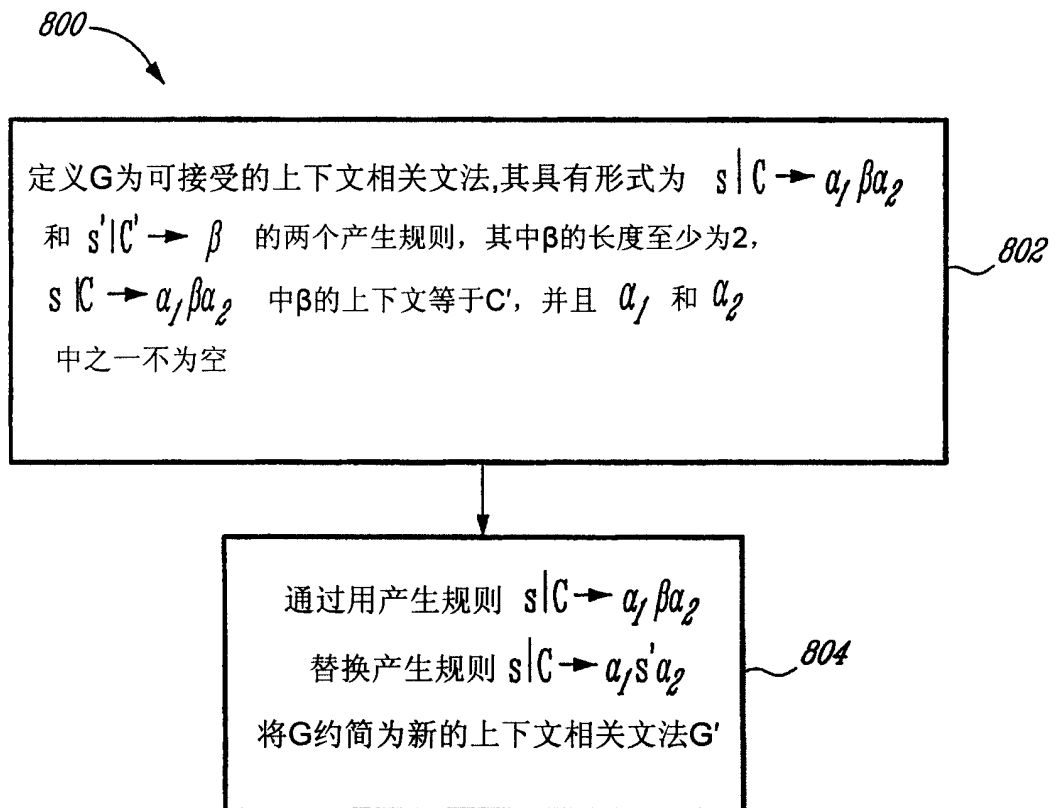 800
定义G为可接受的上下文相关文法,其具有形式为 s|C→α₁βα₂
和 s'|C'→β 的两个产生规则，其中β的长度至少为2，
s|C→α₁βα₂ 中β的上下文等于C'，并且 α₁ 和 α₂
中之一不为空
802
通过用产生规则 s|C→α₁βα₂
替换产生规则 s|C→α₁s'α₂
将G约简为新的上下文相关文法G'
804